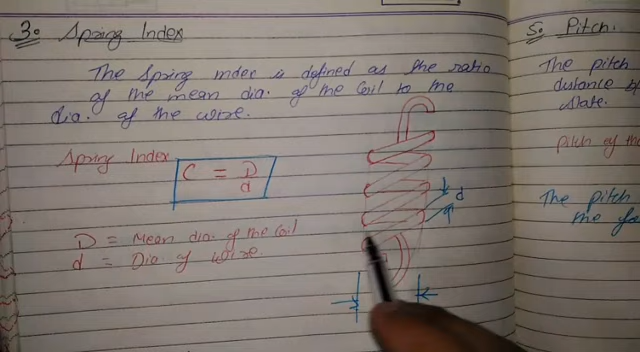 3. Spring Index
The Spring index is defined as the ratio
of the mean dia. of the Coil to the
dia. of the wire.
Spring Index
C = D/d
D = Mean dia. of the Coil
d = Dia. of wire.
d
5. Pitch.
The pitch
distance
state.
pitch of the
The pitch
the